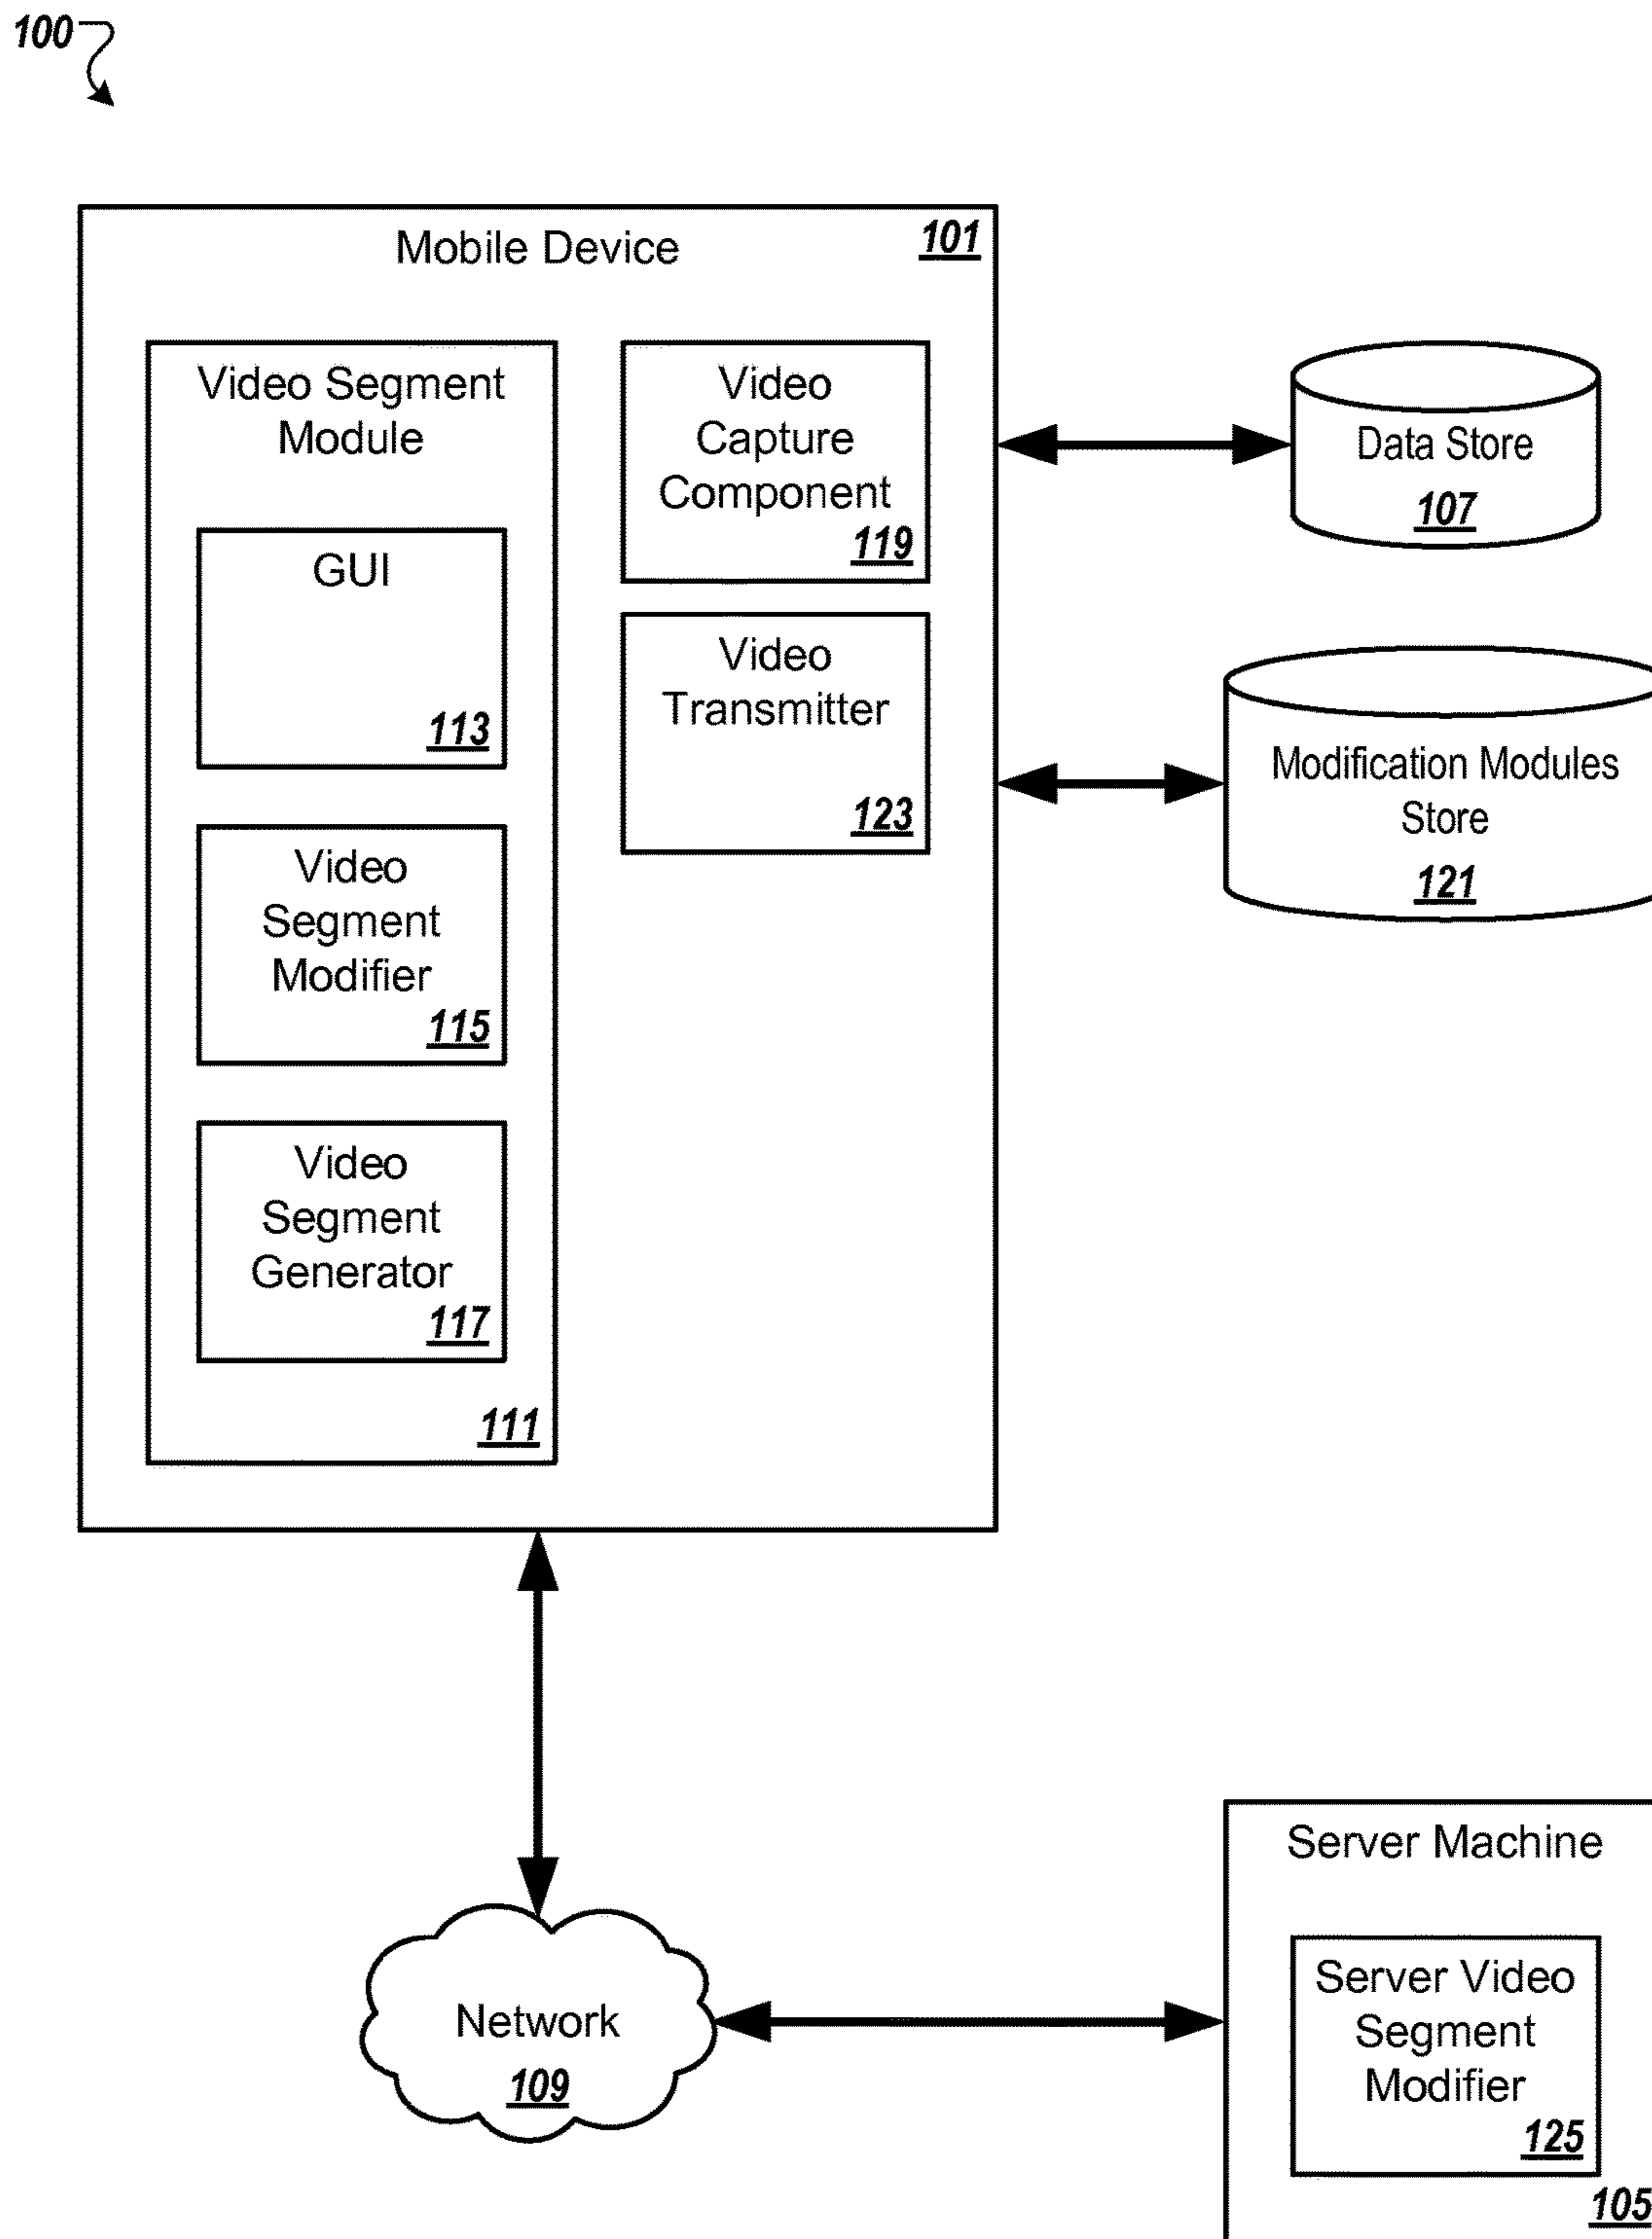 100
Mobile Device
101
Video Segment
Module
GUI
113
Video
Segment
Modifier
115
Video
Segment
Generator
117
111
Video
Capture
Component
119
Video
Transmitter
123
Data Store
107
Modification Modules
Store
121
Network
109
Server Machine
Server Video
Segment
Modifier
125
105